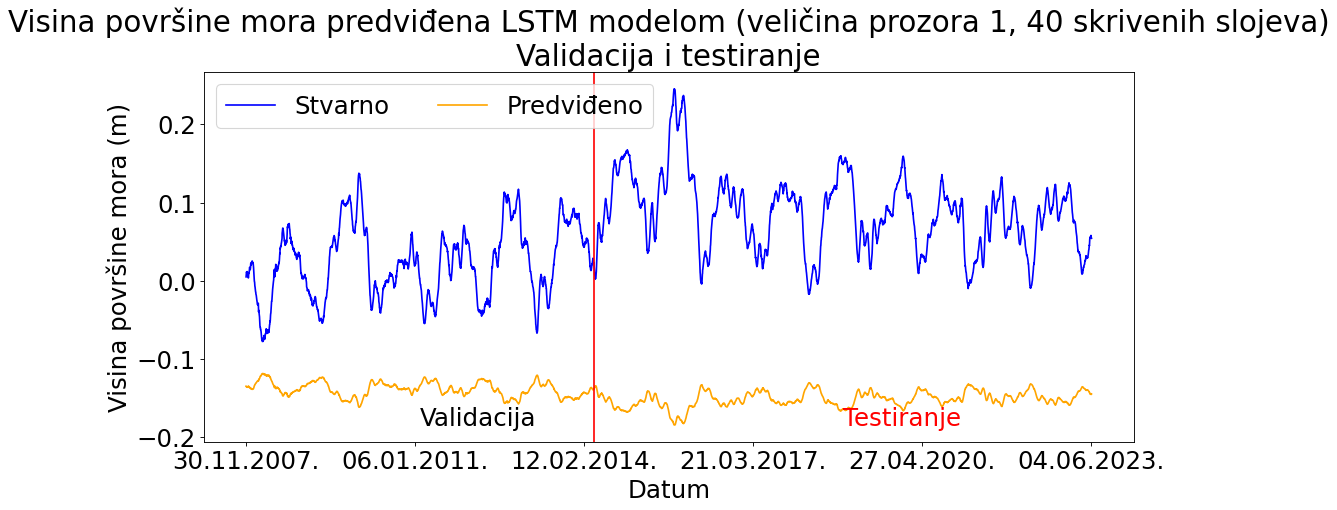 Visina površine mora predviđena LSTM modelom (veličina prozora 1, 40 skrivenih slojeva)
Validacija i testiranje
Stvarno
Predviđeno
Visina površine mora (m)
0.2
0.1
0.0
−0.1
−0.2
Validacija
Testiranje
30.11.2007.
06.01.2011.
12.02.2014.
21.03.2017.
27.04.2020.
04.06.2023.
Datum